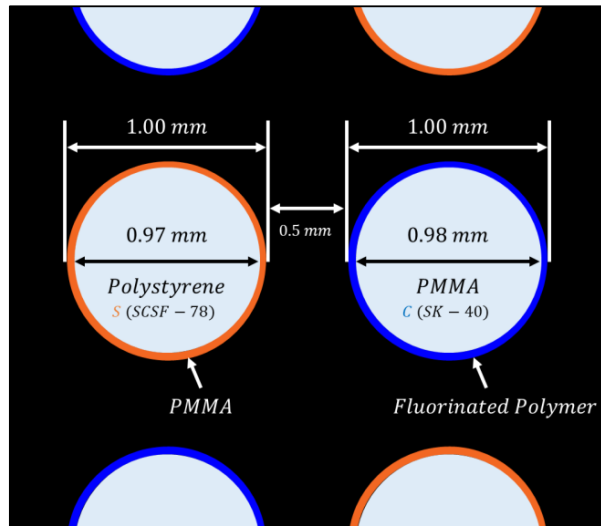 1.00 mm
1.00 mm
0.97 mm
0.5 mm
0.98 mm
Polystyrene
S (SCSF − 78)
PMMA
C (SK − 40)
PMMA
Fluorinated Polymer